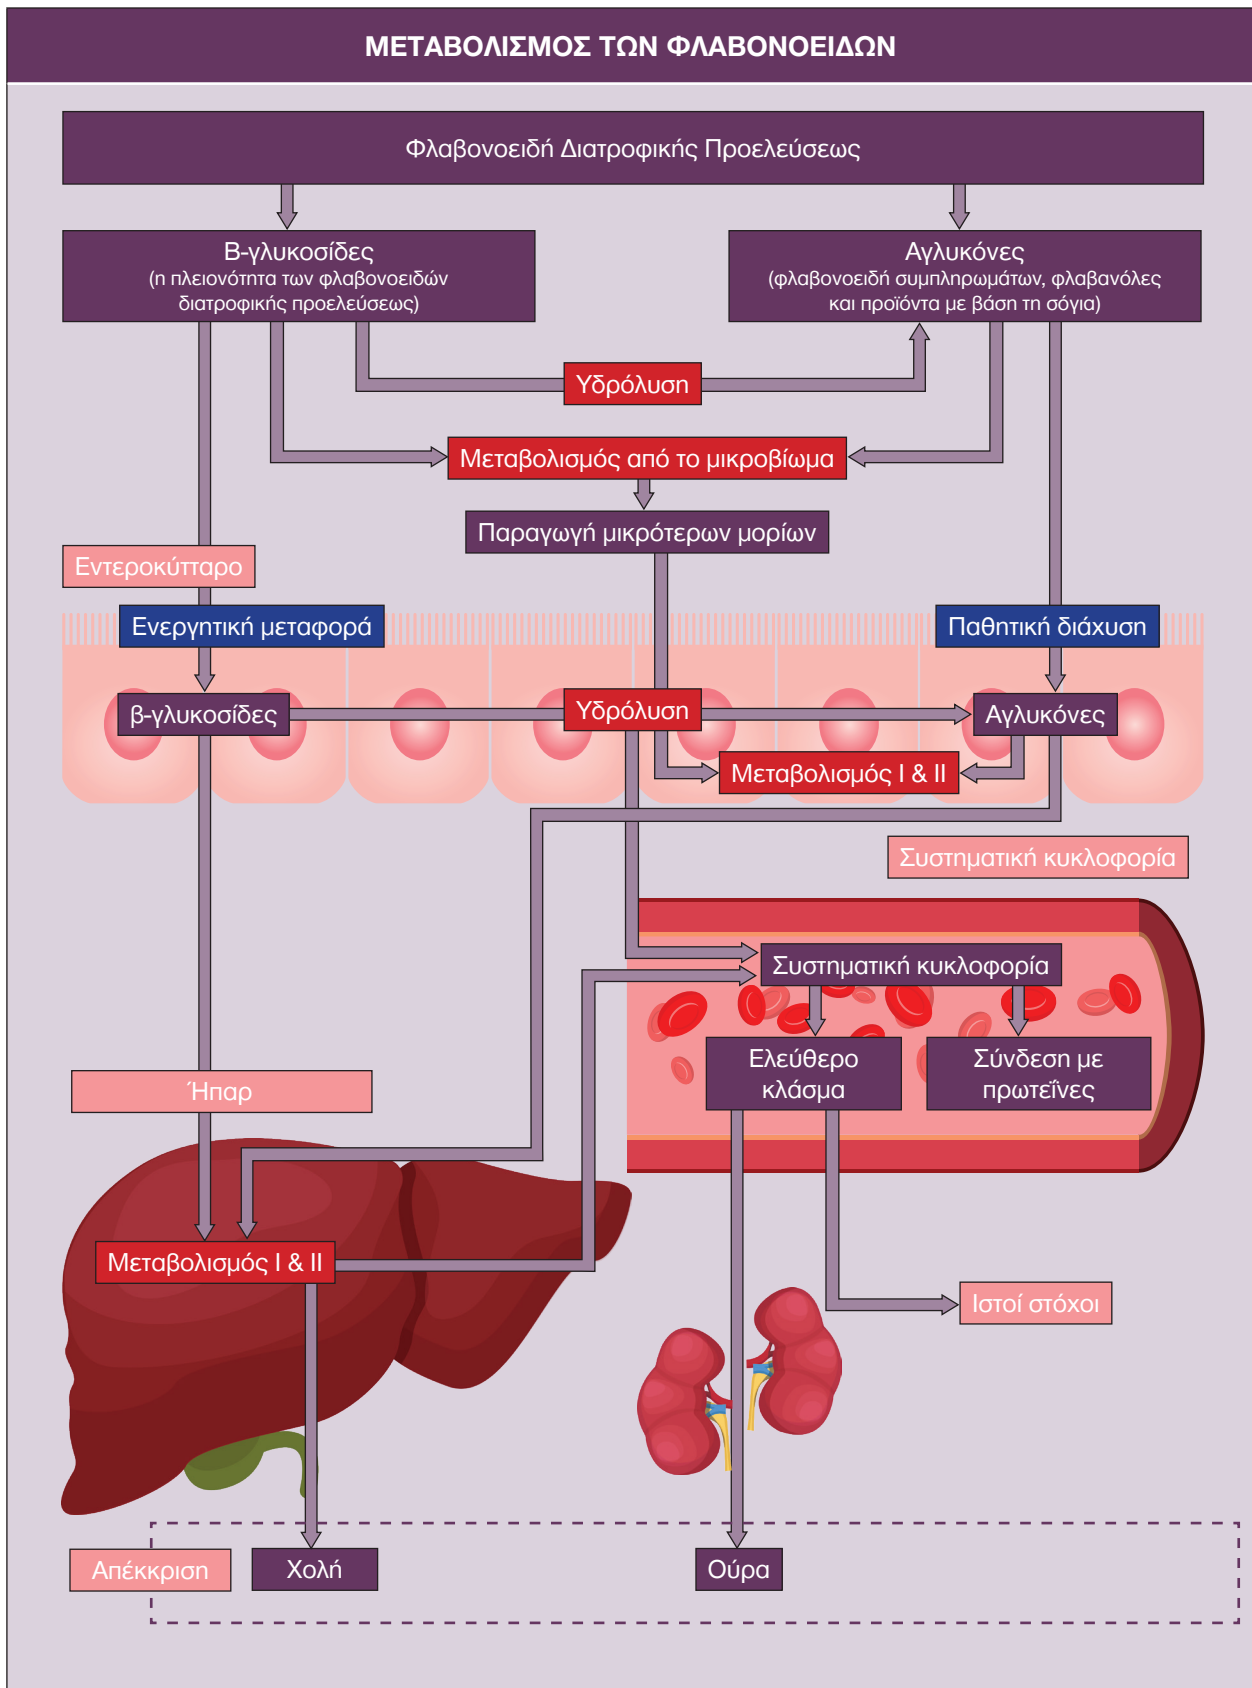 ΜΕΤΑΒΟΛΙΣΜΟΣ ΤΩΝ ΦΛΑΒΟΝΟΕΙΔΩΝ
Φλαβονοειδή Διατροφικής Προελεύσεως
Β-γλυκοσίδες
(η πλειονότητα των φλαβονοειδών
διατροφικής προελεύσεως)
Αγλυκόνες
(φλαβονοειδή συμπληρωμάτων, φλαβανόλες
και προϊόντα με βάση τη σόγια)
Υδρόλυση
Μεταβολισμός από το μικροβίωμα
Παραγωγή μικρότερων μορίων
Εντεροκύτταρο
Ενεργητική μεταφορά
Παθητική διάχυση
β-γλυκοσίδες
Υδρόλυση
Αγλυκόνες
Μεταβολισμός Ι & ΙΙ
Συστηματική κυκλοφορία
Συστηματική κυκλοφορία
Ελεύθερο
κλάσμα
Σύνδεση με
πρωτεΐνες
Ήπαρ
Μεταβολισμός Ι & ΙΙ
Ιστοί στόχοι
Απέκκριση
Χολή
Ούρα